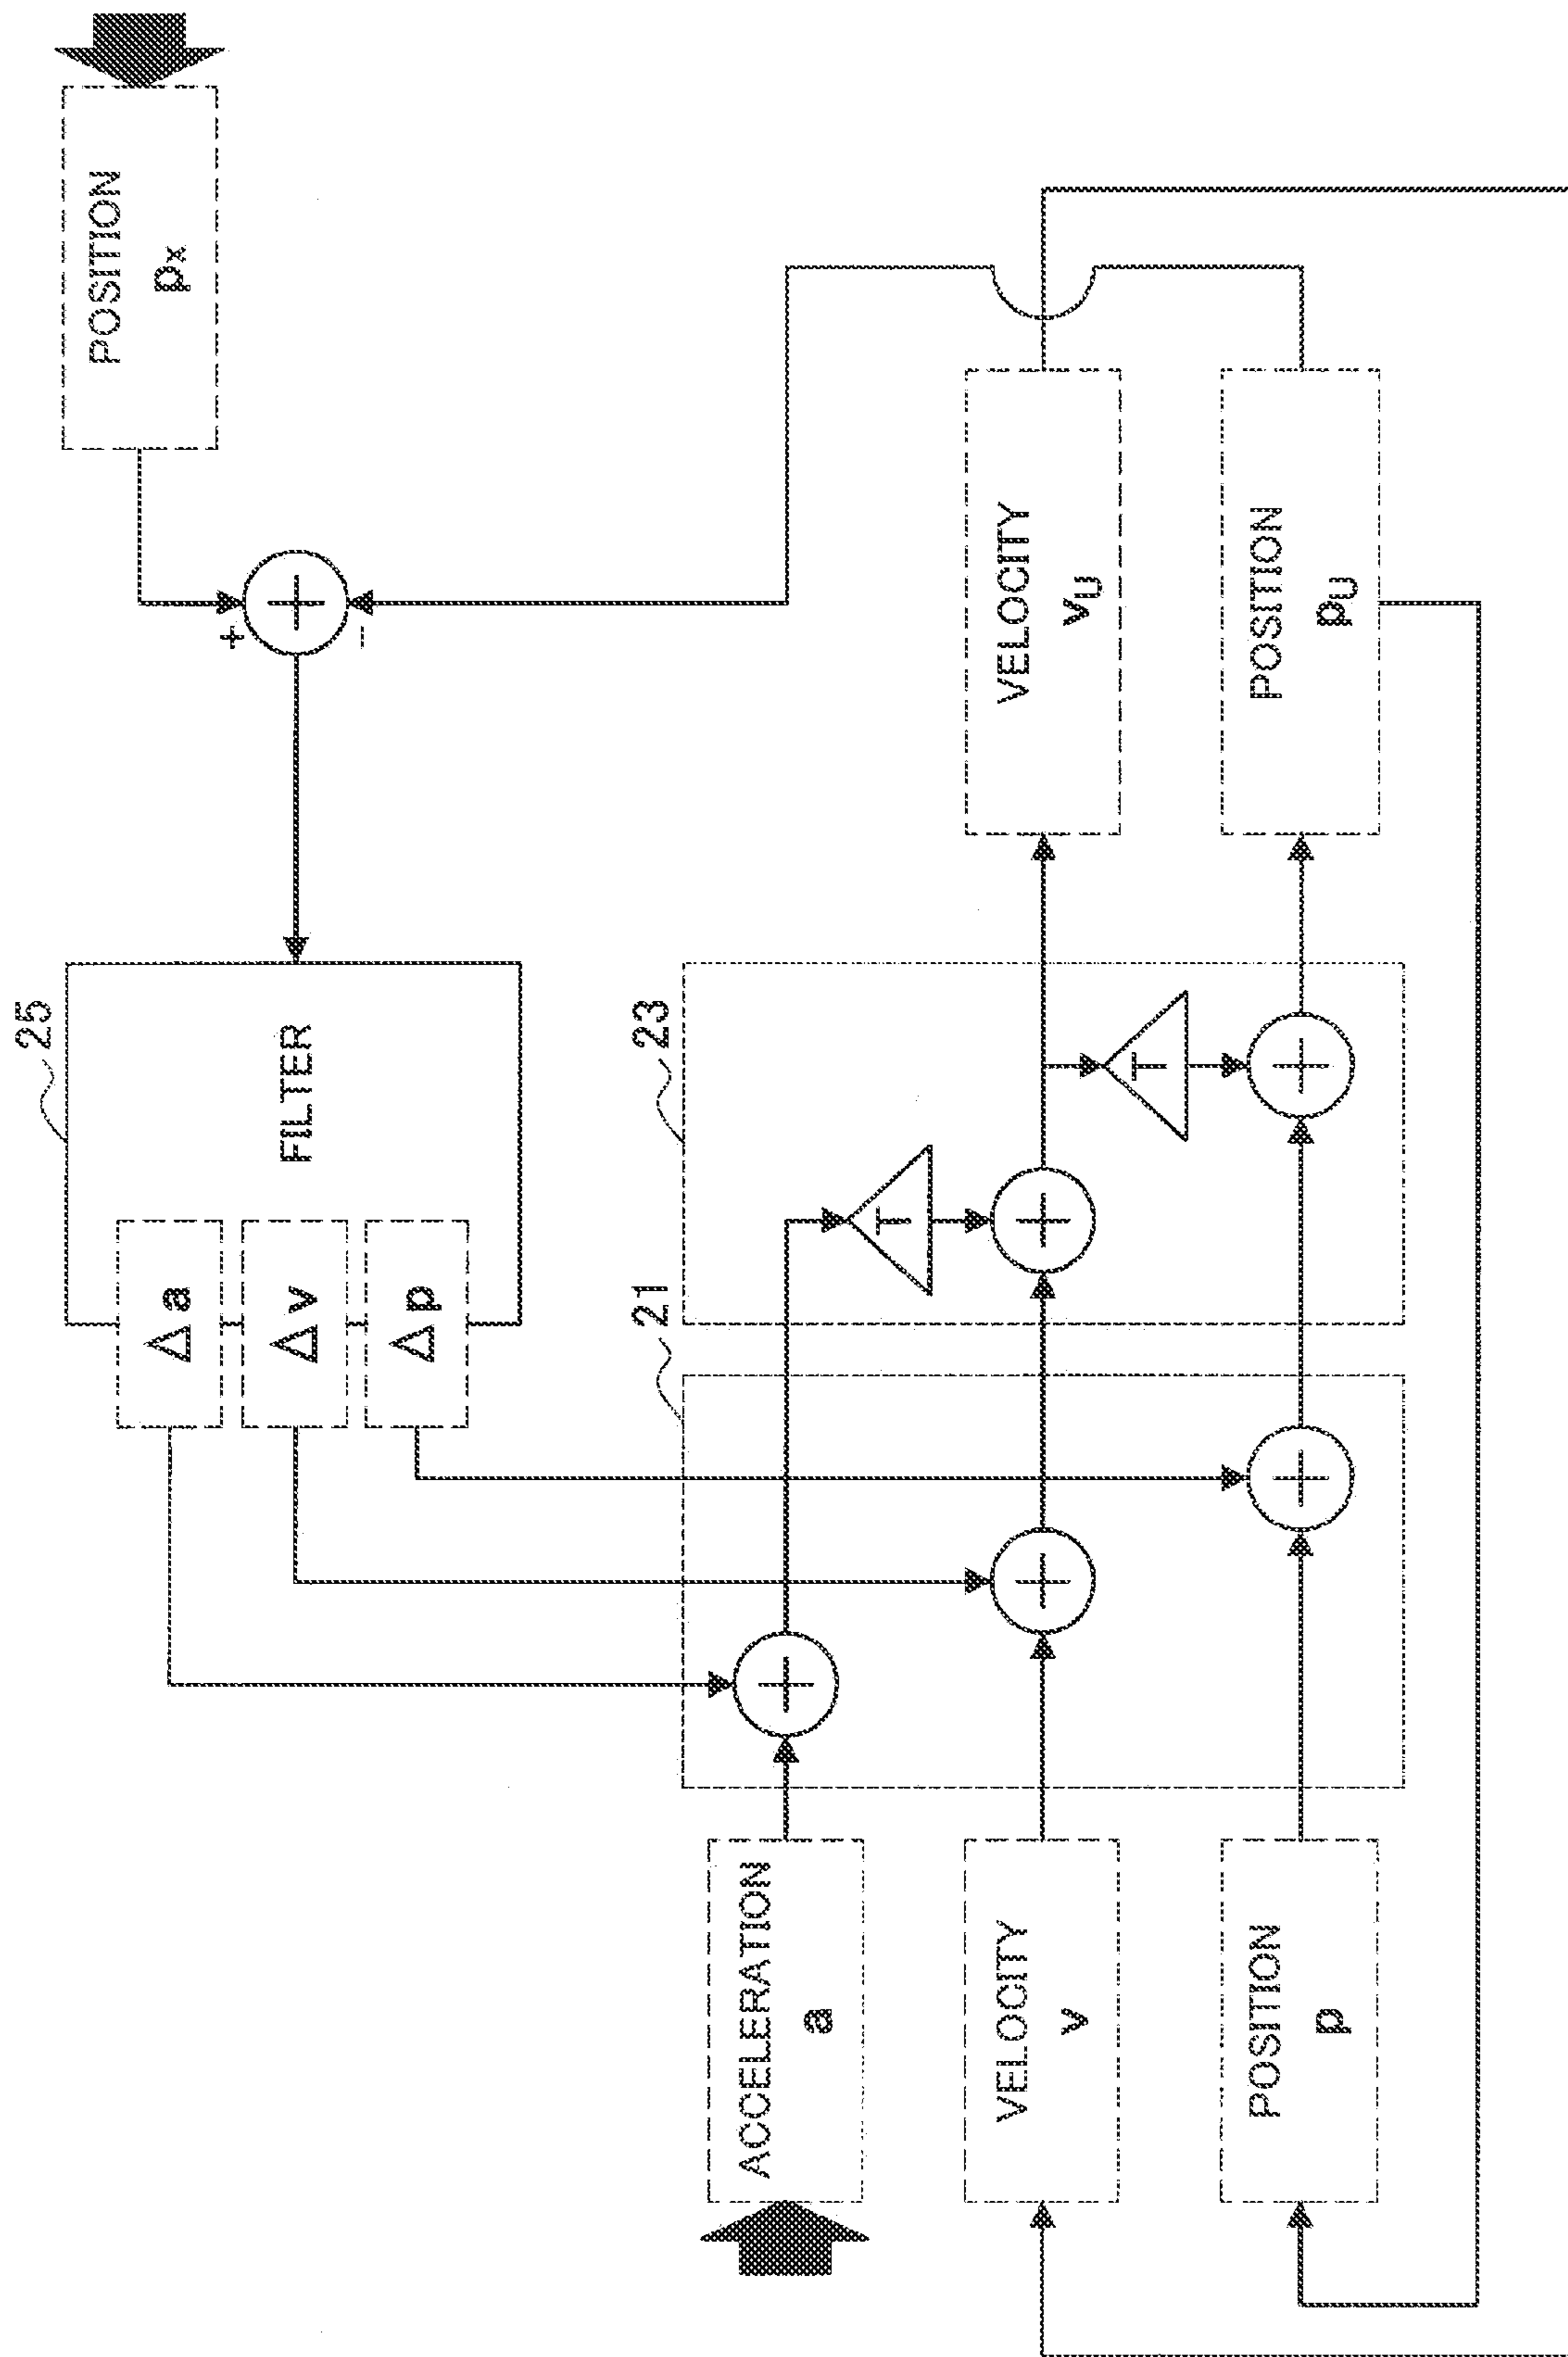 25
POSITION
px
Δa
+
FILTER
Δv
−
Δp
21
23
ACCELERATION
a
T
VELOCITY
v
VELOCITY
vU
T
POSITION
p
POSITION
pU